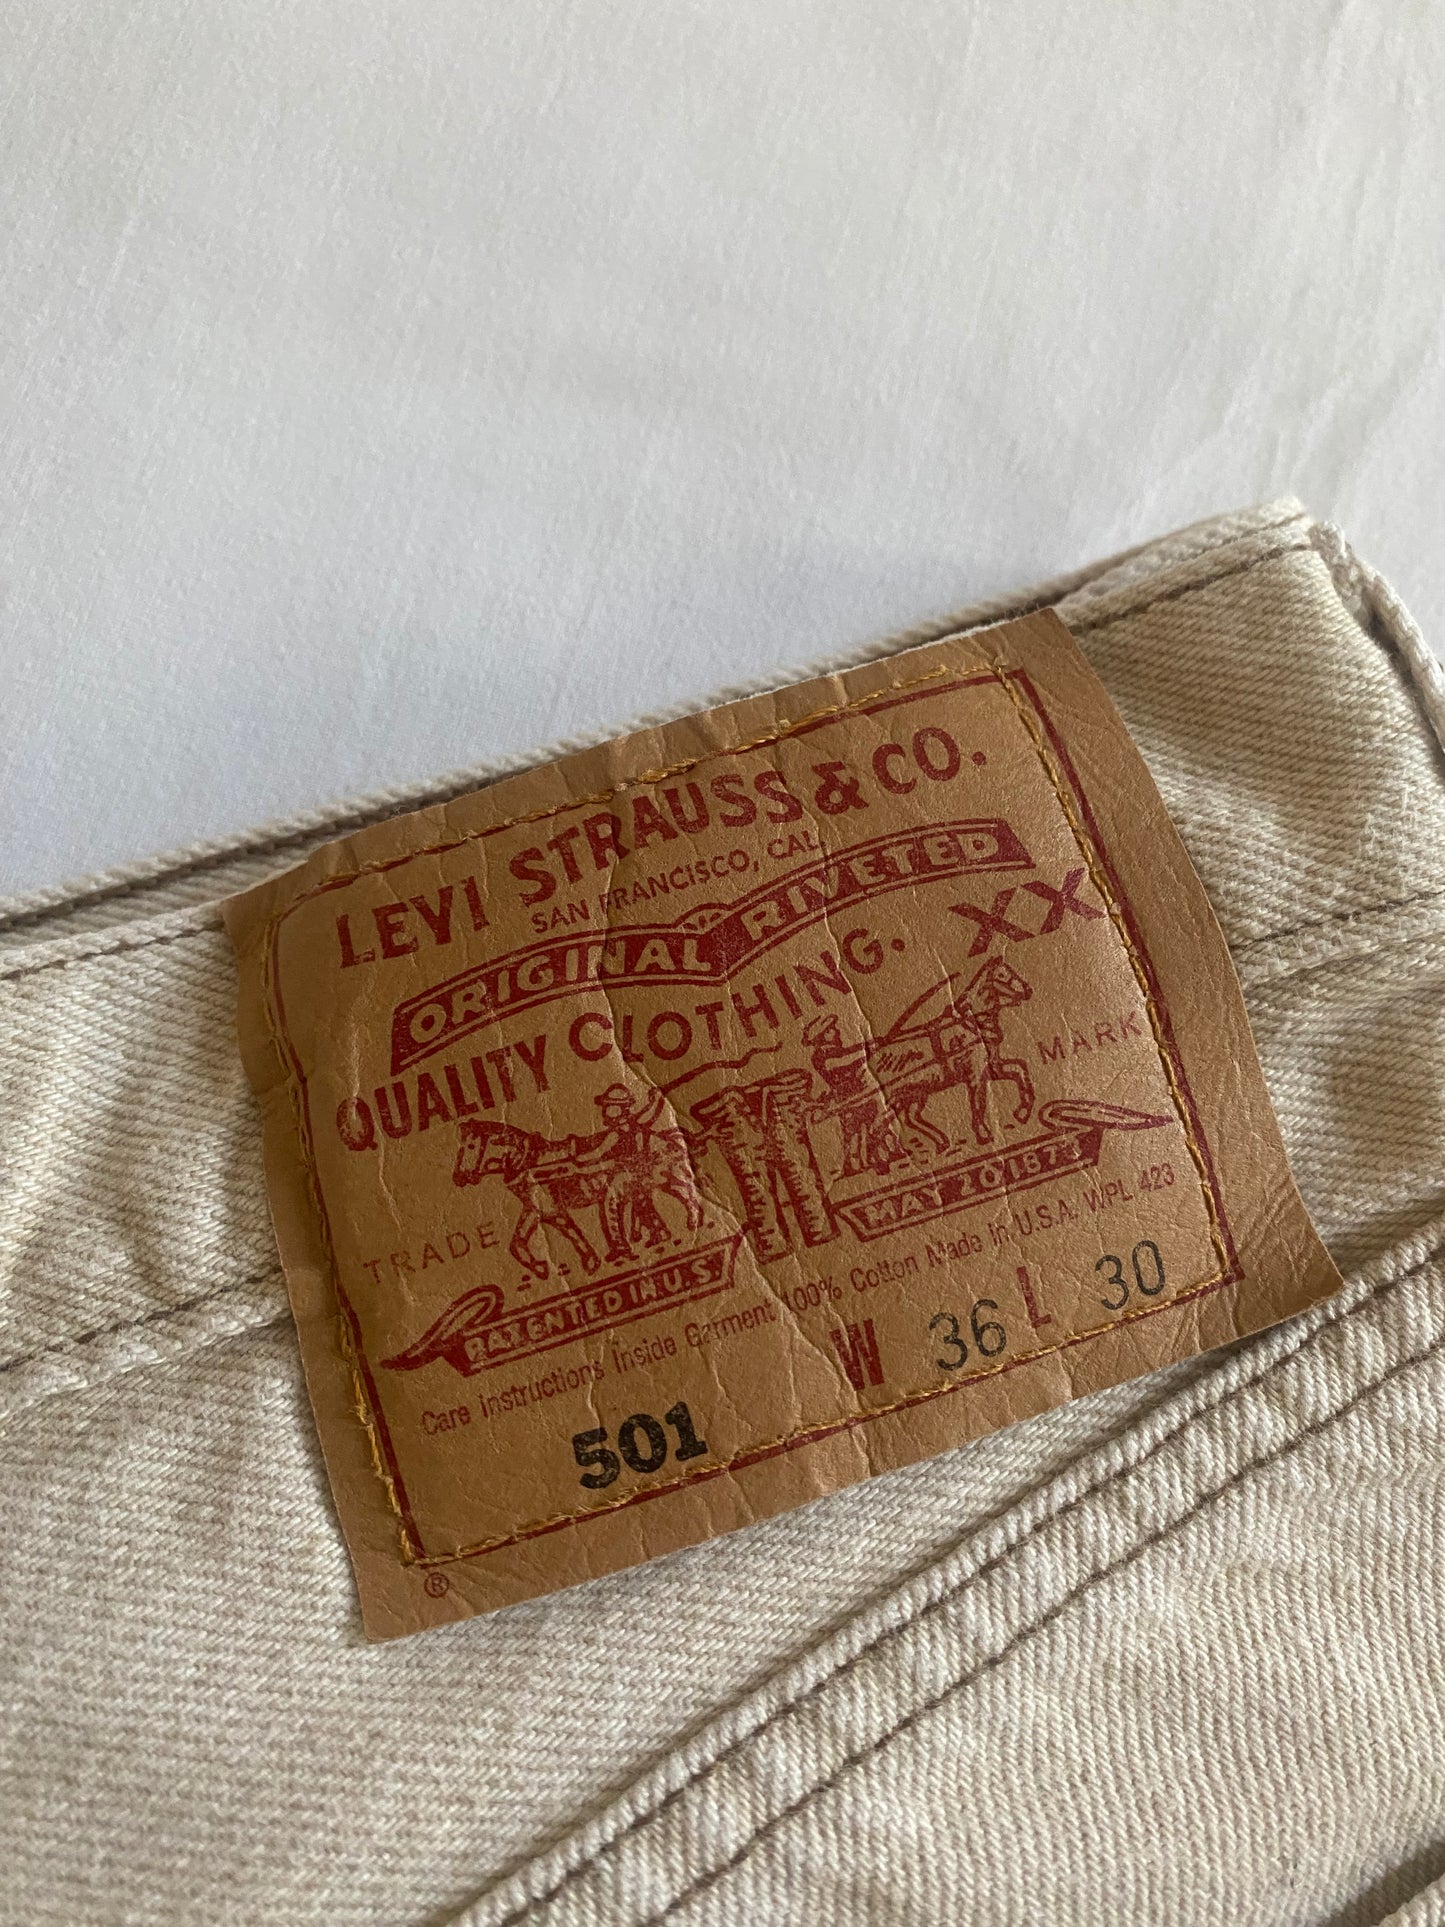 LEVI STRAUSS & CO.
SAN FRANCISCO, CAL.
ORIGINAL RIVETED
QUALITY CLOTHING. XX
TRADE MARK
PATENTED IN U.S. MAY 20 1873
Care Instructions Inside Garment 100% Cotton Made in U.S.A. WPL 423
501 W 36 L 30
®